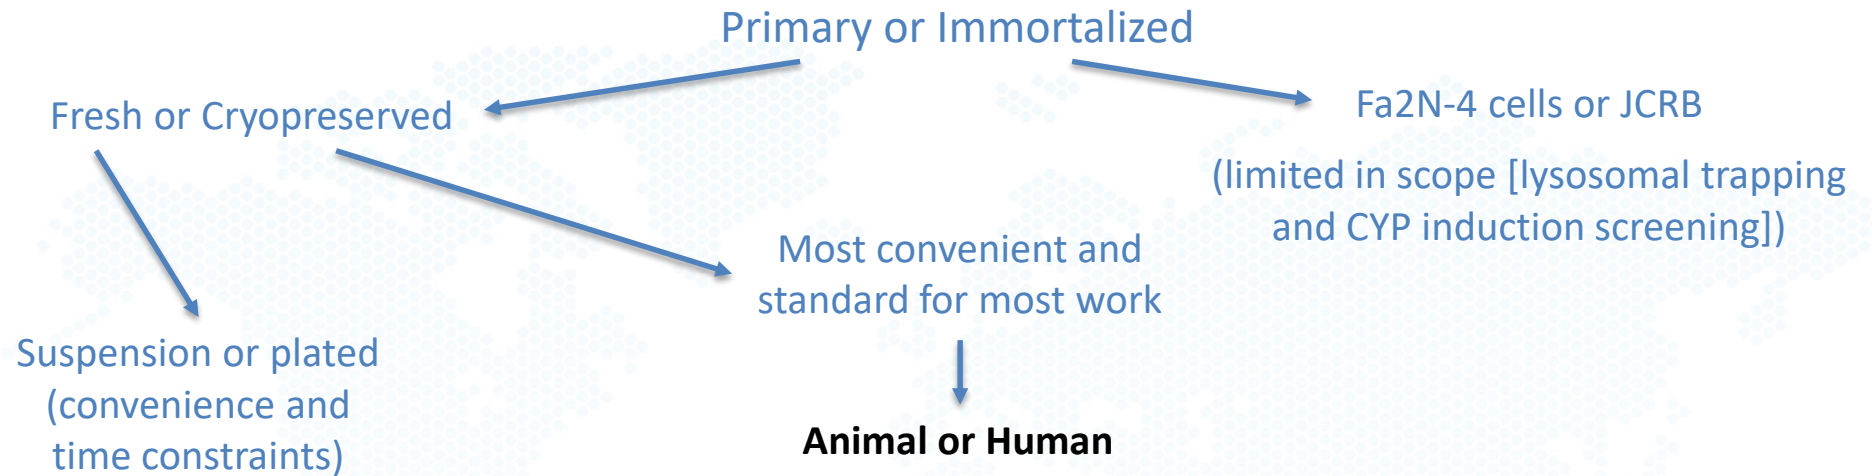 Primary or Immortalized
Fresh or Cryopreserved
Fa2N-4 cells or JCRB
(limited in scope [lysosomal trapping
and CYP induction screening])
Most convenient and
standard for most work
Suspension or plated
(convenience and
time constraints)
Animal or Human